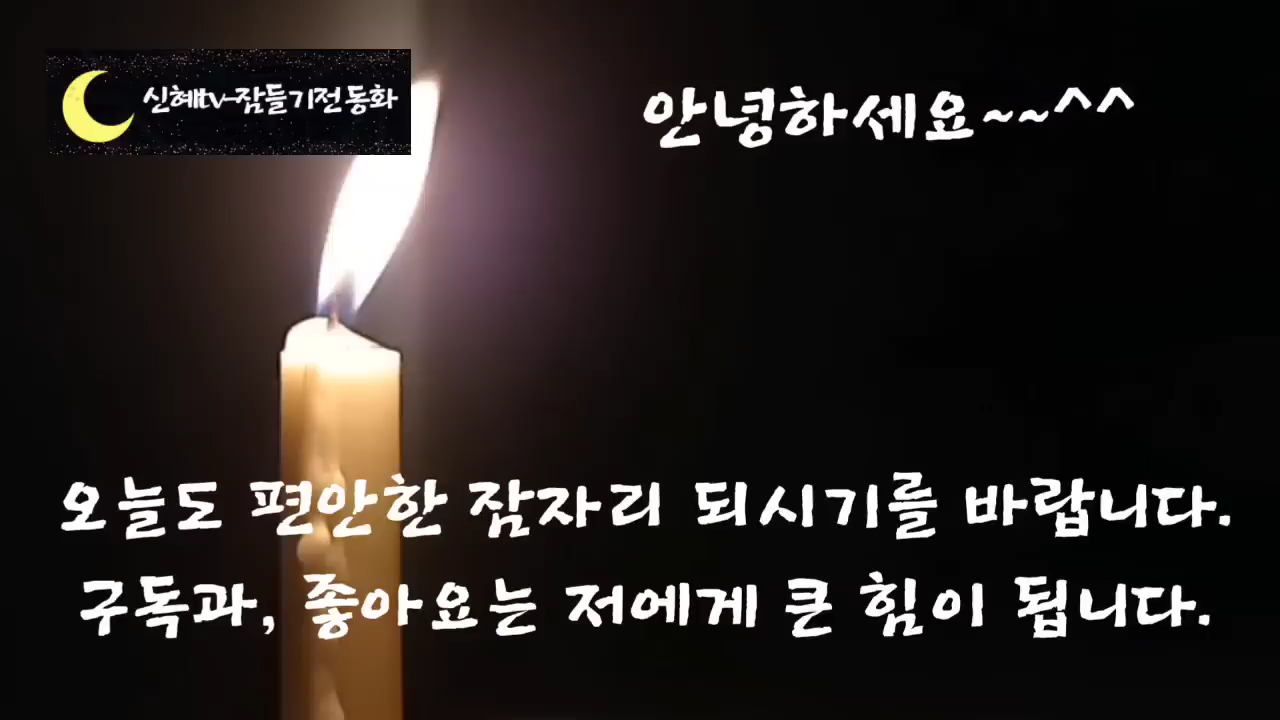 신혜tv-잠들기전동화
안녕하세요~~^^
오늘도 편안한 잠자리 되시기를 바랍니다.
구독과, 좋아요는 저에게 큰 힘이 됩니다.